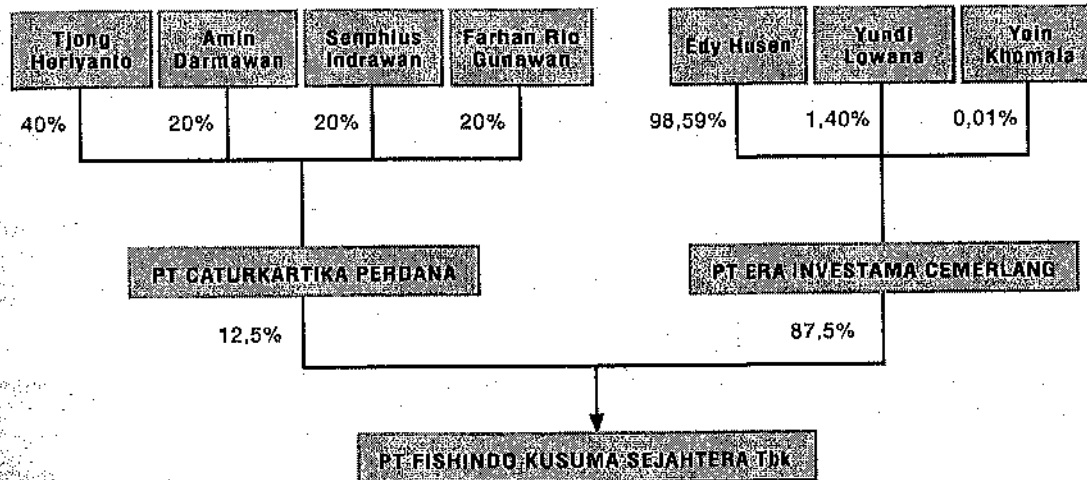 Tjong
Heriyanto
Amin
Darmawan
Senphius
Indrawan
Farhan Rio
Gunawan
Edy Husen
Yundi
Lowana
Yoin
Khomala
40%
20%
20%
20%
98,59%
1,40%
0,01%
PT CATURKARTIKA PERDANA
PT ERA INVESTAMA CEMERLANG
12,5%
87,5%
PT FISHINDO KUSUMA SEJAHTERA Tbk